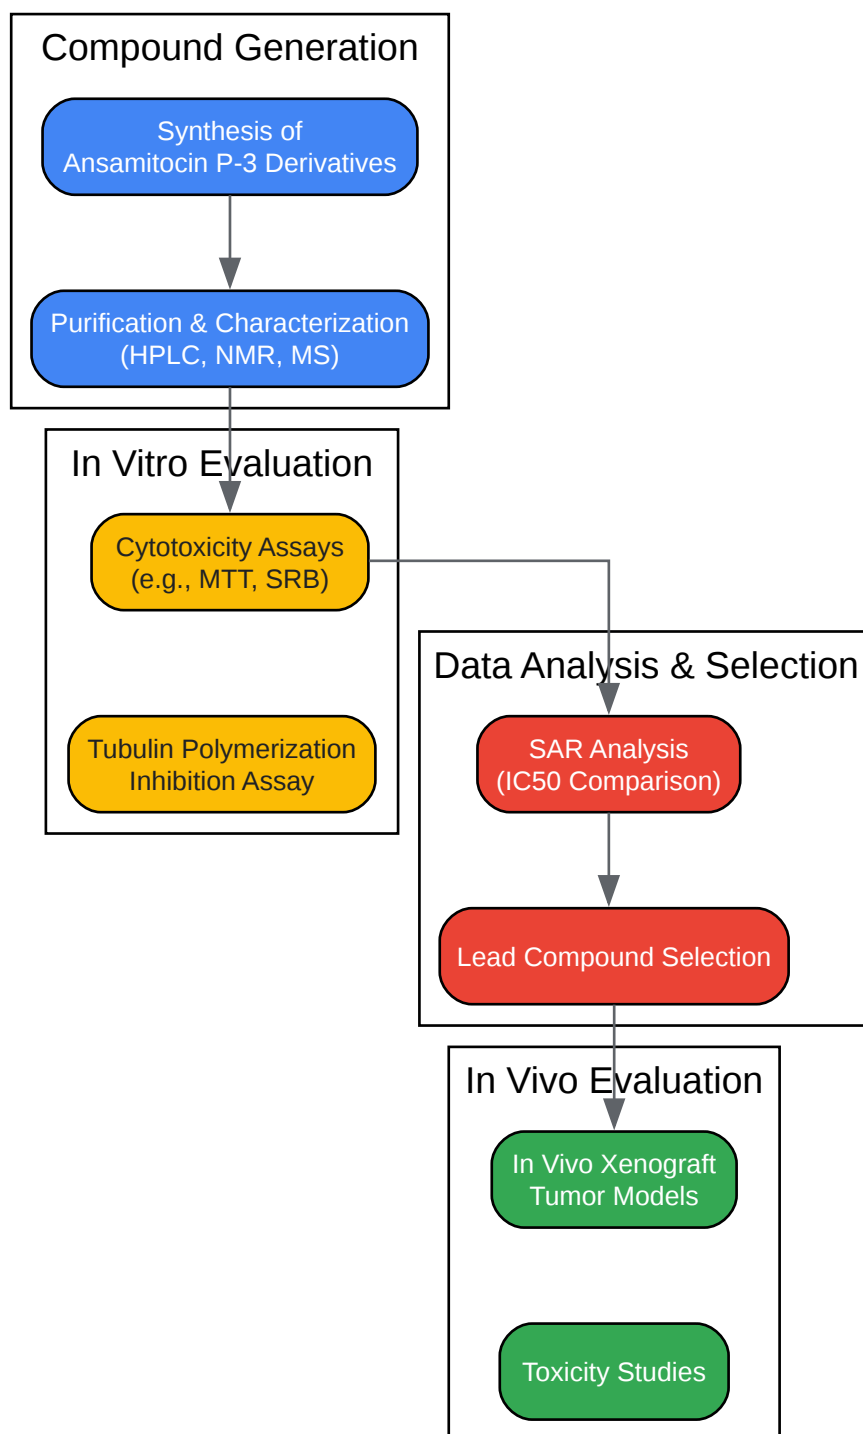 Compound Generation
Synthesis of
Ansamitocin P-3 Derivatives
Purification & Characterization
(HPLC, NMR, MS)
In Vitro Evaluation
Cytotoxicity Assays
(e.g., MTT, SRB)
Tubulin Polymerization
Inhibition Assay
Data Analysis & Selection
SAR Analysis
(IC50 Comparison)
Lead Compound Selection
In Vivo Evaluation
In Vivo Xenograft
Tumor Models
Toxicity Studies